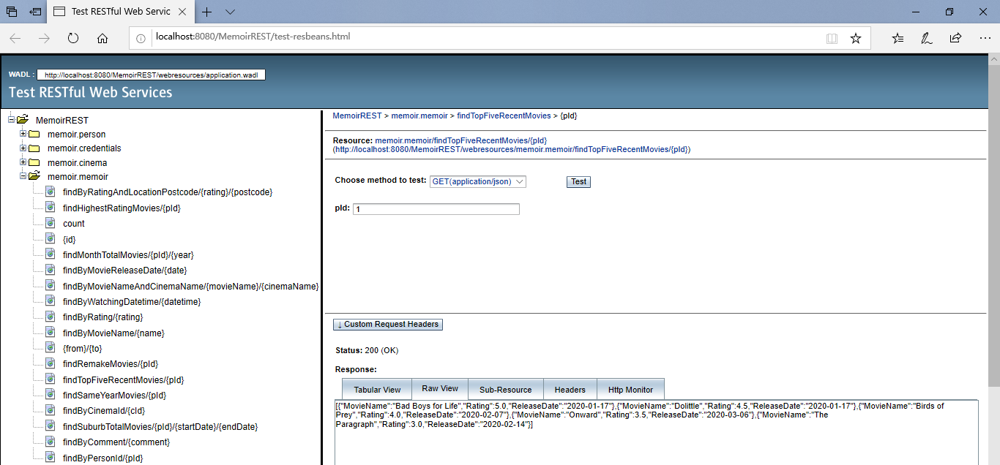 Test RESTful Web Servic
localhost:8080/MemoirREST/test-resbeans.html
WADL : http://localhost:8080/MemoirREST/webresources/application.wadl
Test RESTful Web Services
MemoirREST
memoir.person
memoir.credentials
memoir.cinema
memoir.memoir
findByRatingAndLocationPostcode/{rating}/{postcode}
findHighestRatingMovies/{pId}
count
{id}
findMonthTotalMovies/{pId}/{year}
findByMovieReleaseDate/{date}
findByMovieNameAndCinemaName/{movieName}/{cinemaName}
findByWatchingDatetime/{datetime}
findByRating/{rating}
findByMovieName/{name}
{from}/{to}
findRemakeMovies/{pId}
findTopFiveRecentMovies/{pId}
findSameYearMovies/{pId}
findByCinemaId/{cId}
findSuburbTotalMovies/{pId}/{startDate}/{endDate}
findByComment/{comment}
findByPersonId/{pId}
MemoirREST > memoir.memoir > findTopFiveRecentMovies > {pId}
Resource: memoir.memoir/findTopFiveRecentMovies/{pId}
(http://localhost:8080/MemoirREST/webresources/memoir.memoir/findTopFiveRecentMovies/{pId})
Choose method to test: GET(application/json) Test
pId: 1
↓ Custom Request Headers
Status: 200 (OK)
Response:
Tabular View Raw View Sub-Resource Headers Http Monitor
[{"MovieName":"Bad Boys for Life","Rating":5.0,"ReleaseDate":"2020-01-17"},{"MovieName":"Dolittle","Rating":4.5,"ReleaseDate":"2020-01-17"},{"MovieName":"Birds of
Prey","Rating":4.0,"ReleaseDate":"2020-02-07"},{"MovieName":"Onward","Rating":3.5,"ReleaseDate":"2020-03-06"},{"MovieName":"The
Paragraph","Rating":3.0,"ReleaseDate":"2020-02-14"}]